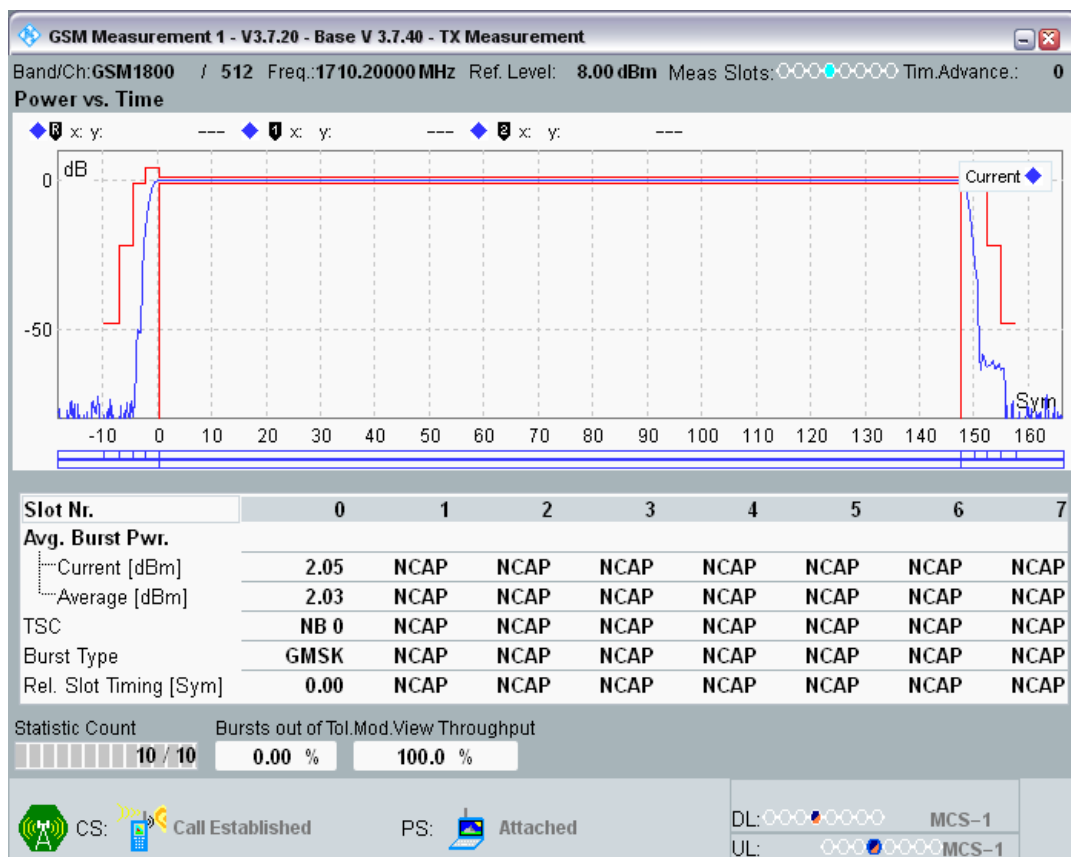 GSM Measurement 1 - V3.7.20 - Base V 3.7.40 - TX Measurement
Band/Ch:GSM1800 / 512 Freq.:1710.20000 MHz Ref. Level: 8.00 dBm Meas Slots: Tim.Advance.: 0
Power vs. Time
R x: y: --- 1 x: y: --- 2 x: y: ---
dB
Current
0
-50
Sym
-10 0 10 20 30 40 50 60 70 80 90 100 110 120 130 140 150 160
Slot Nr. 0 1 2 3 4 5 6 7
Avg. Burst Pwr.
Current [dBm] 2.05 NCAP NCAP NCAP NCAP NCAP NCAP NCAP
Average [dBm] 2.03 NCAP NCAP NCAP NCAP NCAP NCAP NCAP
TSC NB 0 NCAP NCAP NCAP NCAP NCAP NCAP NCAP
Burst Type GMSK NCAP NCAP NCAP NCAP NCAP NCAP NCAP
Rel. Slot Timing [Sym] 0.00 NCAP NCAP NCAP NCAP NCAP NCAP NCAP
Statistic Count Bursts out of Tol.Mod.View Throughput
10 / 10 0.00 % 100.0 %
CS: Call Established PS: Attached
DL: MCS-1
UL: MCS-1